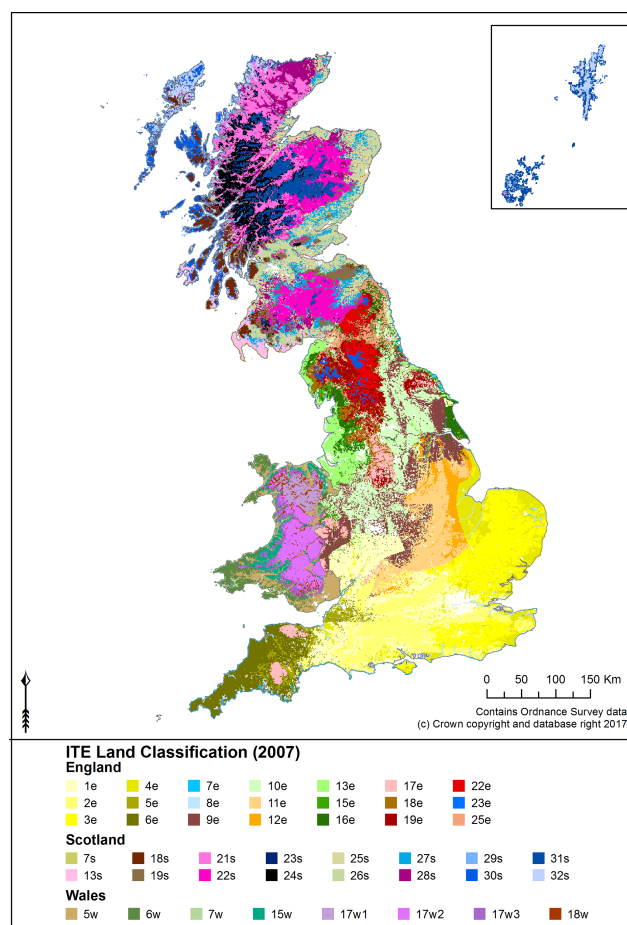 0 50 100 150 Km
Contains Ordnance Survey data
(c) Crown copyright and database right 2017
ITE Land Classification (2007)
England
1e 4e 7e 10e 13e 17e 22e
2e 5e 8e 11e 15e 18e 23e
3e 6e 9e 12e 16e 19e 25e
Scotland
7s 18s 21s 23s 25s 27s 29s 31s
13s 19s 22s 24s 26s 28s 30s 32s
Wales
5w 6w 7w 15w 17w1 17w2 17w3 18w